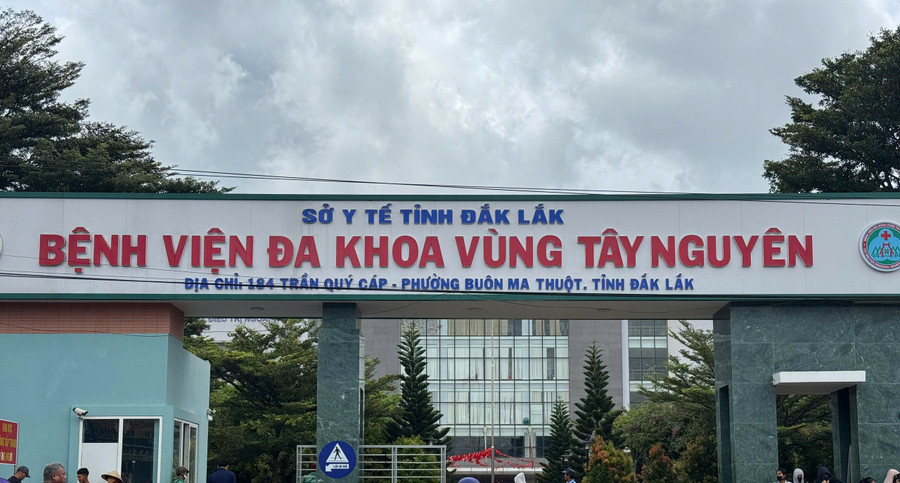 SỞ Y TẾ TỈNH ĐẮK LẮK
BỆNH VIỆN ĐA KHOA VÙNG TÂY NGUYÊN
ĐỊA CHỈ: 184 TRẦN QUÝ CÁP - PHƯỜNG BUÔN MA THUỘT. TỈNH ĐẮK LẮK